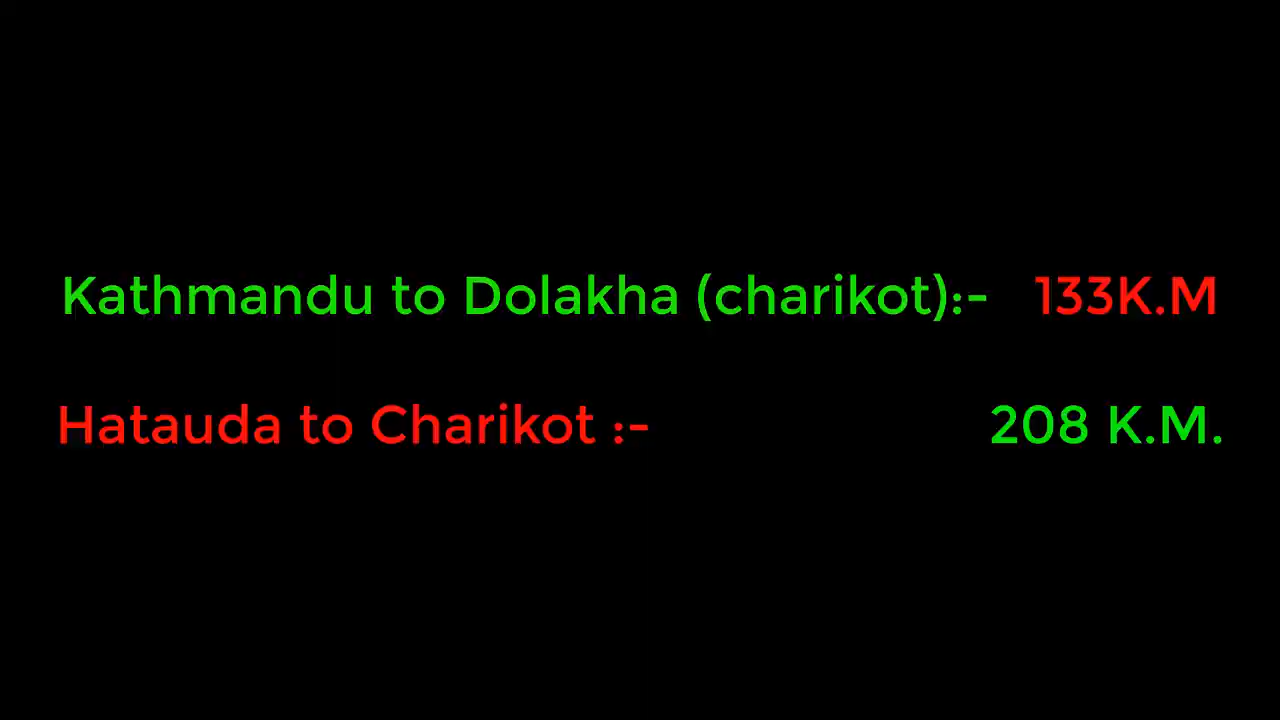 Kathmandu to Dolakha (charikot):- 133K.M
Hatauda to Charikot :- 208 K.M.